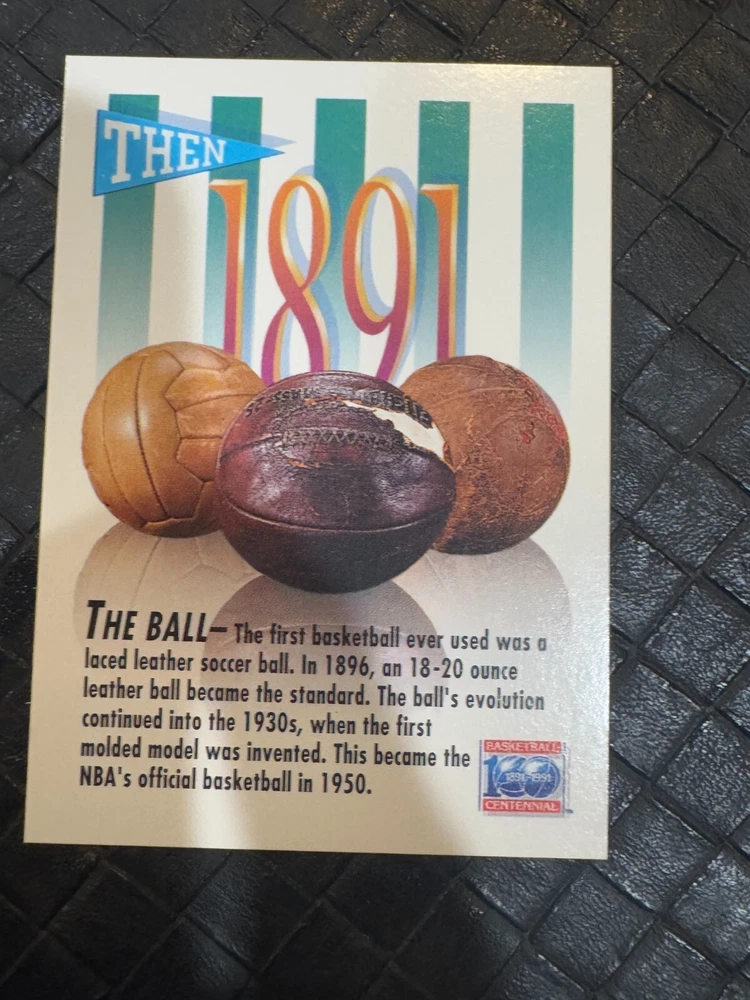 THEN
1891
THE BALL— The first basketball ever used was a
laced leather soccer ball. In 1896, an 18-20 ounce
leather ball became the standard. The ball's evolution
continued into the 1930s, when the first
molded model was invented. This became the
NBA's official basketball in 1950.
BASKETBALL
100
1891-1991
CENTENNIAL